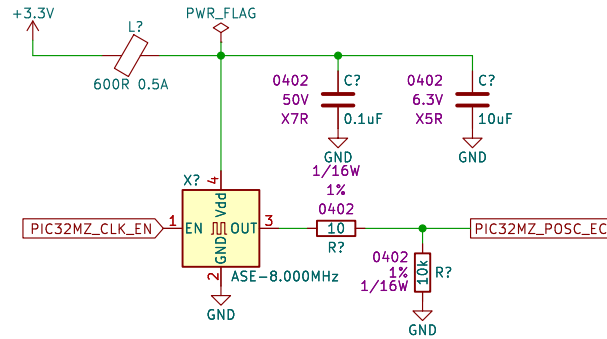 +3.3V
L?
PWR_FLAG
600R 0.5A
0402
50V
X7R
C?
0.1uF
GND
0402
6.3V
X5R
C?
10uF
GND
X?
4
Vdd
1/16W
1%
0402
PIC32MZ_CLK_EN
1
EN
OUT
3
10
R?
PIC32MZ_POSC_EC
GND
2
ASE-8.000MHz
GND
0402
1%
1/16W
10k
R?
GND